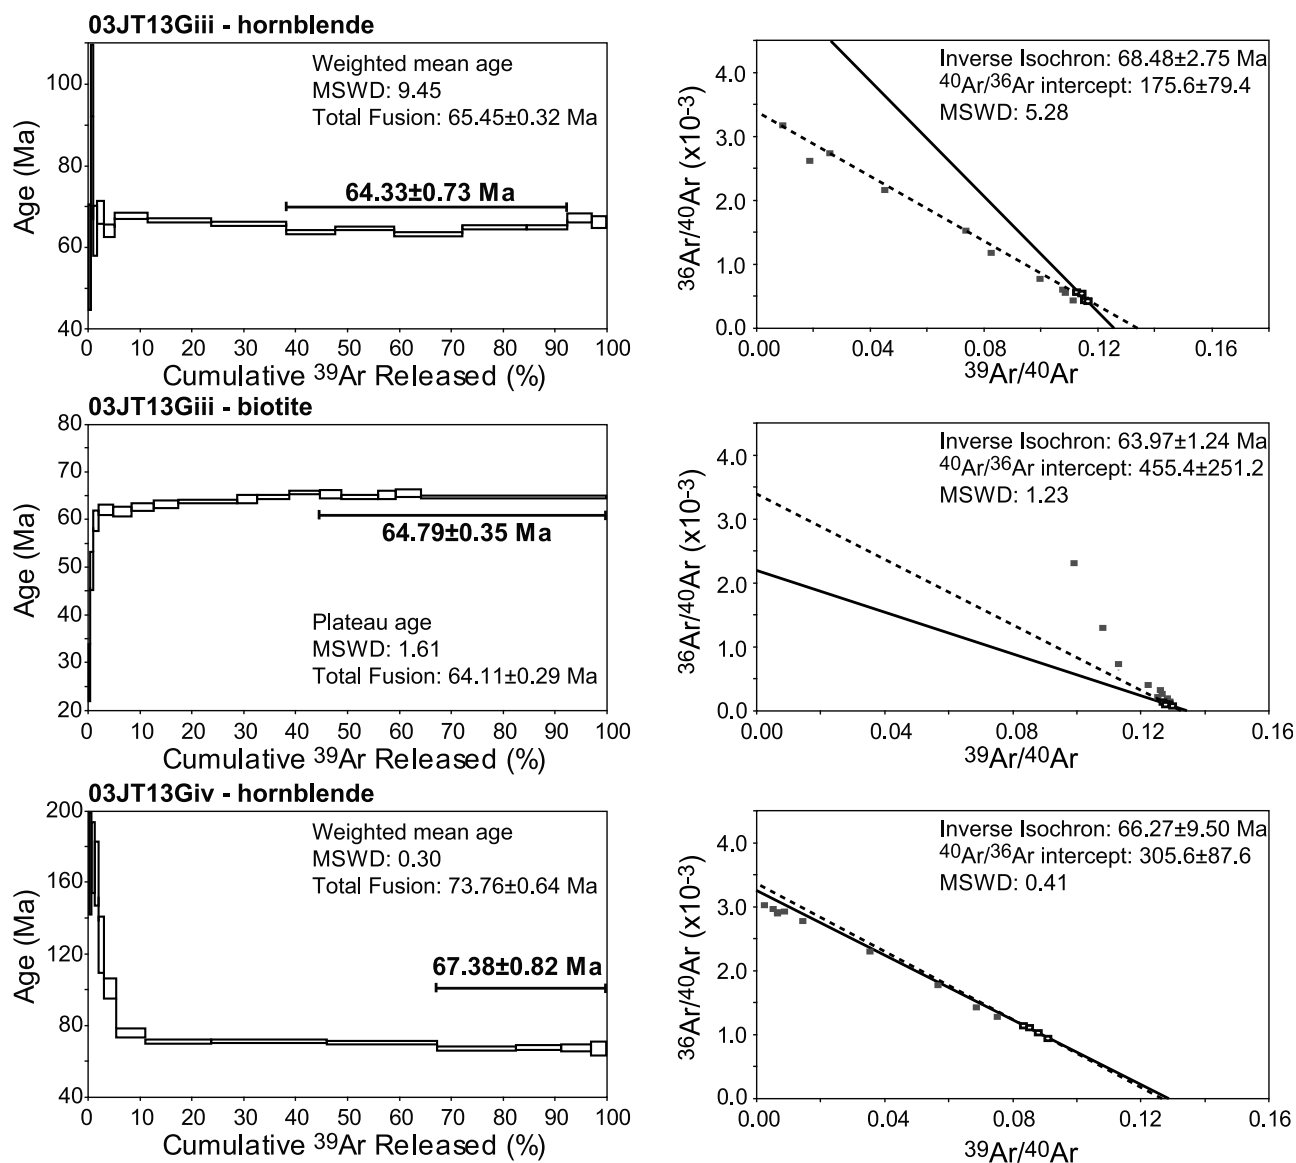 03JT13Giii - hornblende
Weighted mean age
MSWD: 9.45
Total Fusion: 65.45±0.32 Ma
64.33±0.73 Ma
Age (Ma)
100
80
60
40
0 10 20 30 40 50 60 70 80 90 100
Cumulative ³⁹Ar Released (%)
Inverse Isochron: 68.48±2.75 Ma
⁴⁰Ar/³⁶Ar intercept: 175.6±79.4
MSWD: 5.28
³⁶Ar/⁴⁰Ar (x10⁻³)
4.0
3.0
2.0
1.0
0.0
0.00 0.04 0.08 0.12 0.16
³⁹Ar/⁴⁰Ar
03JT13Giii - biotite
80
70
60
50
40
30
20
Age (Ma)
64.79±0.35 Ma
Plateau age
MSWD: 1.61
Total Fusion: 64.11±0.29 Ma
0 10 20 30 40 50 60 70 80 90 100
Cumulative ³⁹Ar Released (%)
Inverse Isochron: 63.97±1.24 Ma
⁴⁰Ar/³⁶Ar intercept: 455.4±251.2
MSWD: 1.23
³⁶Ar/⁴⁰Ar (x10⁻³)
4.0
3.0
2.0
1.0
0.0
0.00 0.04 0.08 0.12 0.16
³⁹Ar/⁴⁰Ar
03JT13Giv - hornblende
200
160
120
80
40
Age (Ma)
Weighted mean age
MSWD: 0.30
Total Fusion: 73.76±0.64 Ma
67.38±0.82 Ma
0 10 20 30 40 50 60 70 80 90 100
Cumulative ³⁹Ar Released (%)
Inverse Isochron: 66.27±9.50 Ma
⁴⁰Ar/³⁶Ar intercept: 305.6±87.6
MSWD: 0.41
³⁶Ar/⁴⁰Ar (x10⁻³)
4.0
3.0
2.0
1.0
0.0
0.00 0.04 0.08 0.12 0.16
³⁹Ar/⁴⁰Ar